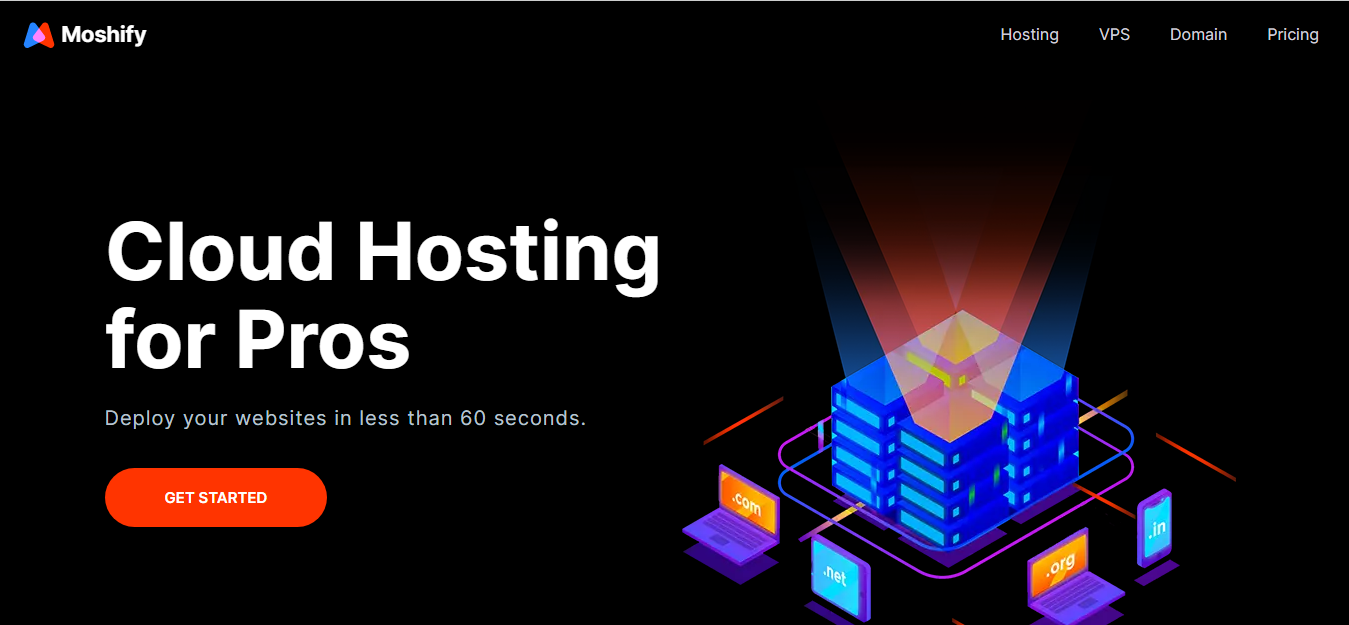 Moshify
Hosting VPS Domain Pricing
Cloud Hosting
for Pros
Deploy your websites in less than 60 seconds.
GET STARTED
.com
.net
.org
.in